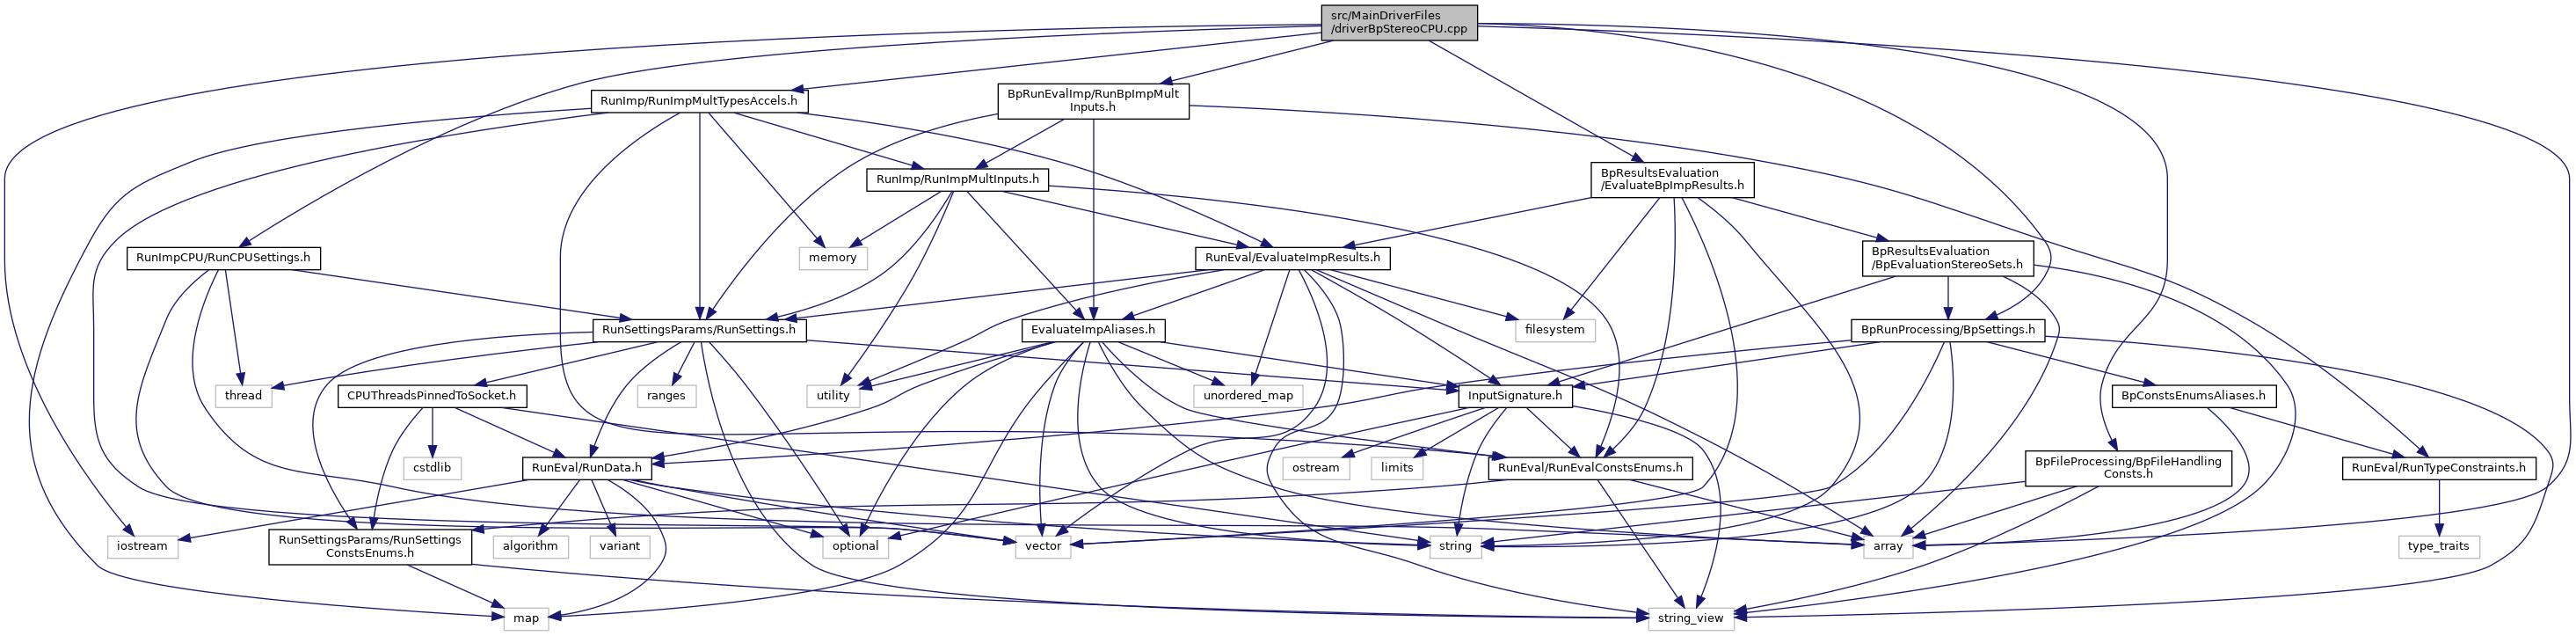 src/MainDriverFiles
/driverBpStereoCPU.cpp
RunImp/RunImpMultTypesAccels.h
BpRunEvalImp/RunBpImpMult
Inputs.h
RunImp/RunImpMultInputs.h
BpResultsEvaluation
/EvaluateBpImpResults.h
RunImpCPU/RunCPUSettings.h
memory
RunEval/EvaluateImpResults.h
BpResultsEvaluation
/BpEvaluationStereoSets.h
RunSettingsParams/RunSettings.h
EvaluateImpAliases.h
filesystem
BpRunProcessing/BpSettings.h
thread
CPUThreadsPinnedToSocket.h
ranges
utility
unordered_map
InputSignature.h
BpConstsEnumsAliases.h
cstdlib
RunEval/RunData.h
ostream
limits
RunEval/RunEvalConstsEnums.h
BpFileProcessing/BpFileHandling
Consts.h
RunEval/RunTypeConstraints.h
iostream
RunSettingsParams/RunSettings
ConstsEnums.h
algorithm
variant
optional
vector
string
array
type_traits
map
string_view